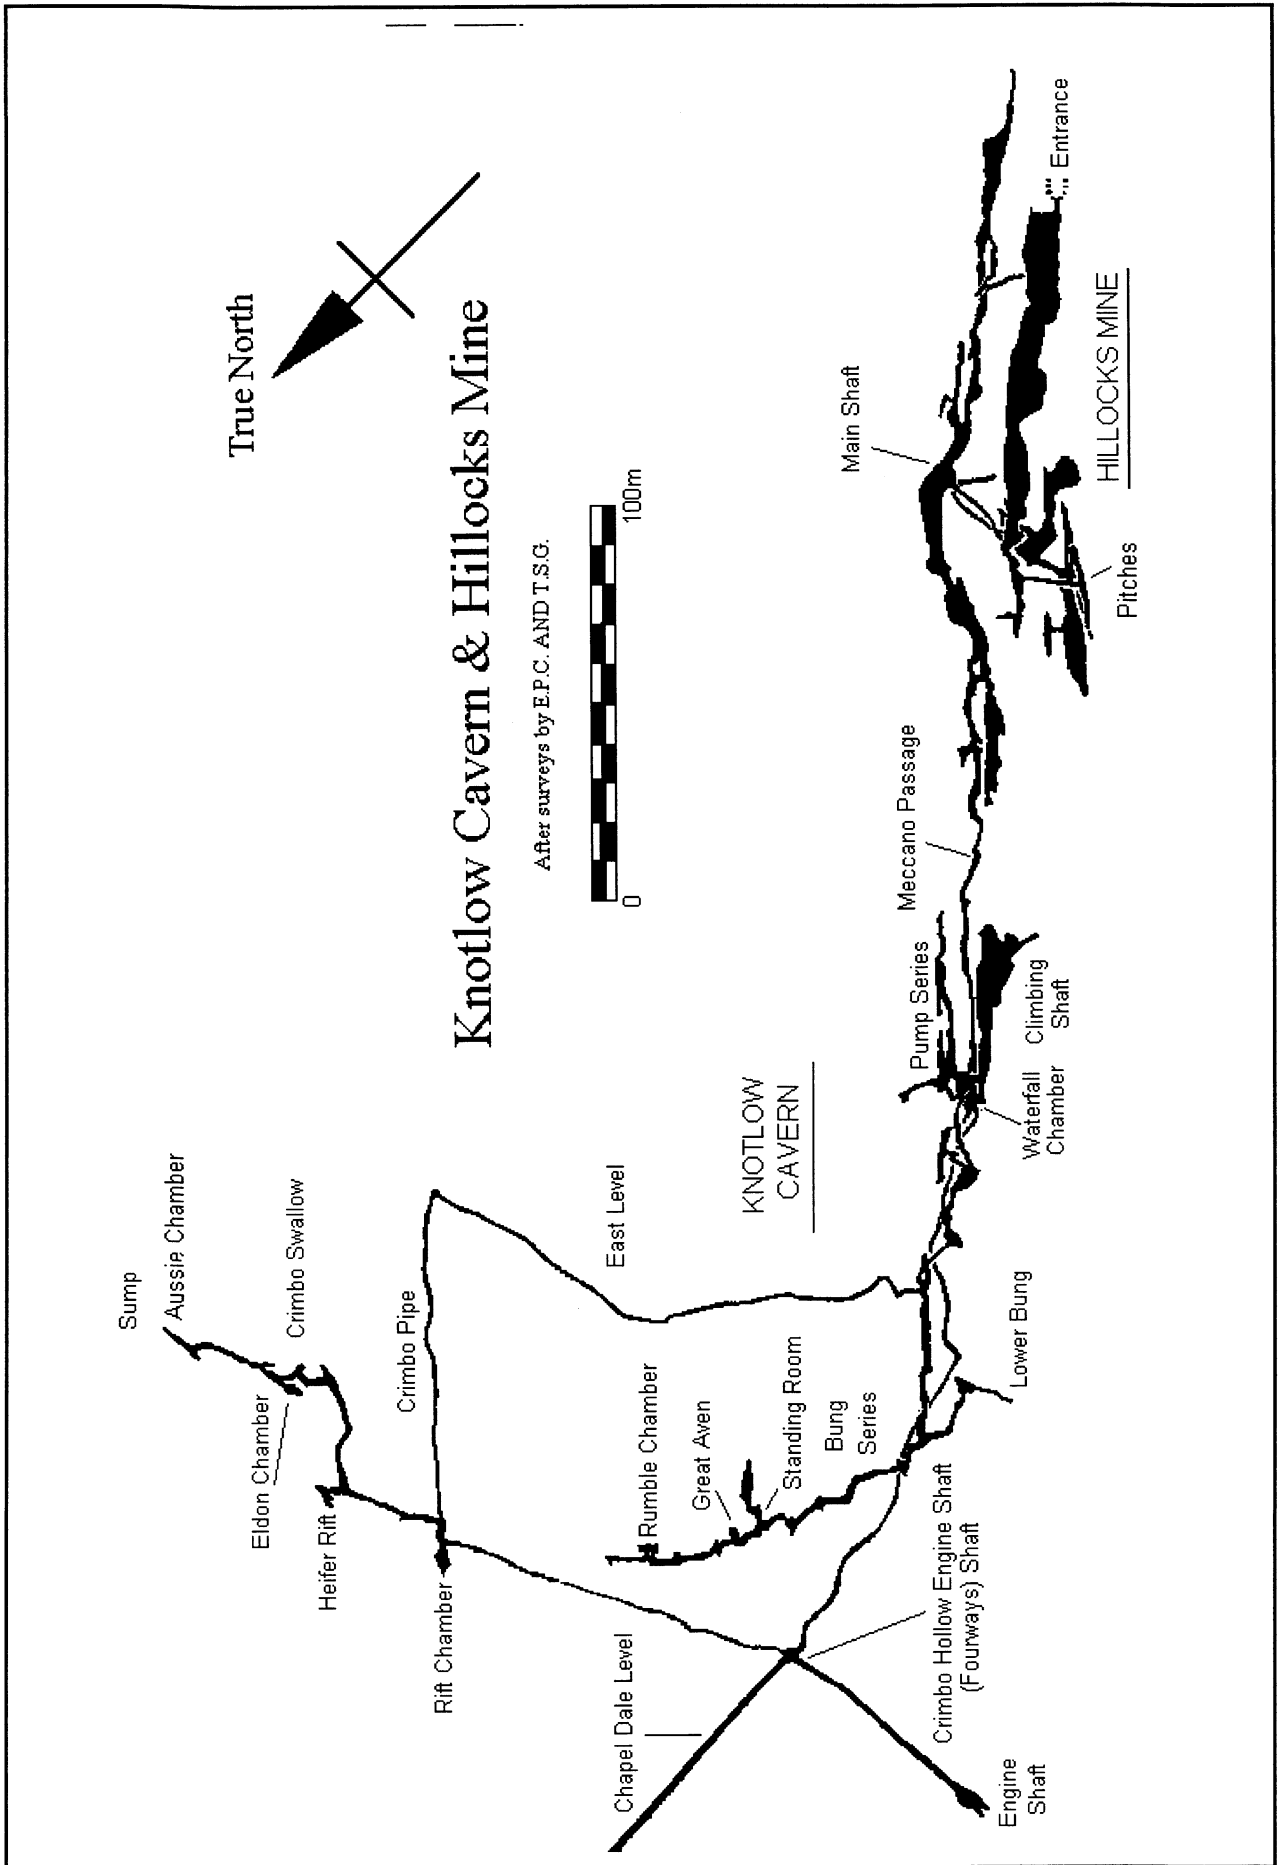 True North
Knotlow Cavern & Hillocks Mine
After surveys by E.P.C. AND T.S.G.
0
100m
Sump
Aussie Chamber
Crimbo Swallow
Eldon Chamber
Heifer Rift
Crimbo Pipe
Rift Chamber
East Level
Rumble Chamber
Great Aven
Standing Room
Bung
Series
Chapel Dale Level
KNOTLOW
CAVERN
Lower Bung
Crimbo Hollow Engine Shaft
(Fourways) Shaft
Engine
Shaft
Pump Series
Waterfall
Chamber
Climbing
Shaft
Meccano Passage
Main Shaft
Pitches
HILLOCKS MINE
Entrance